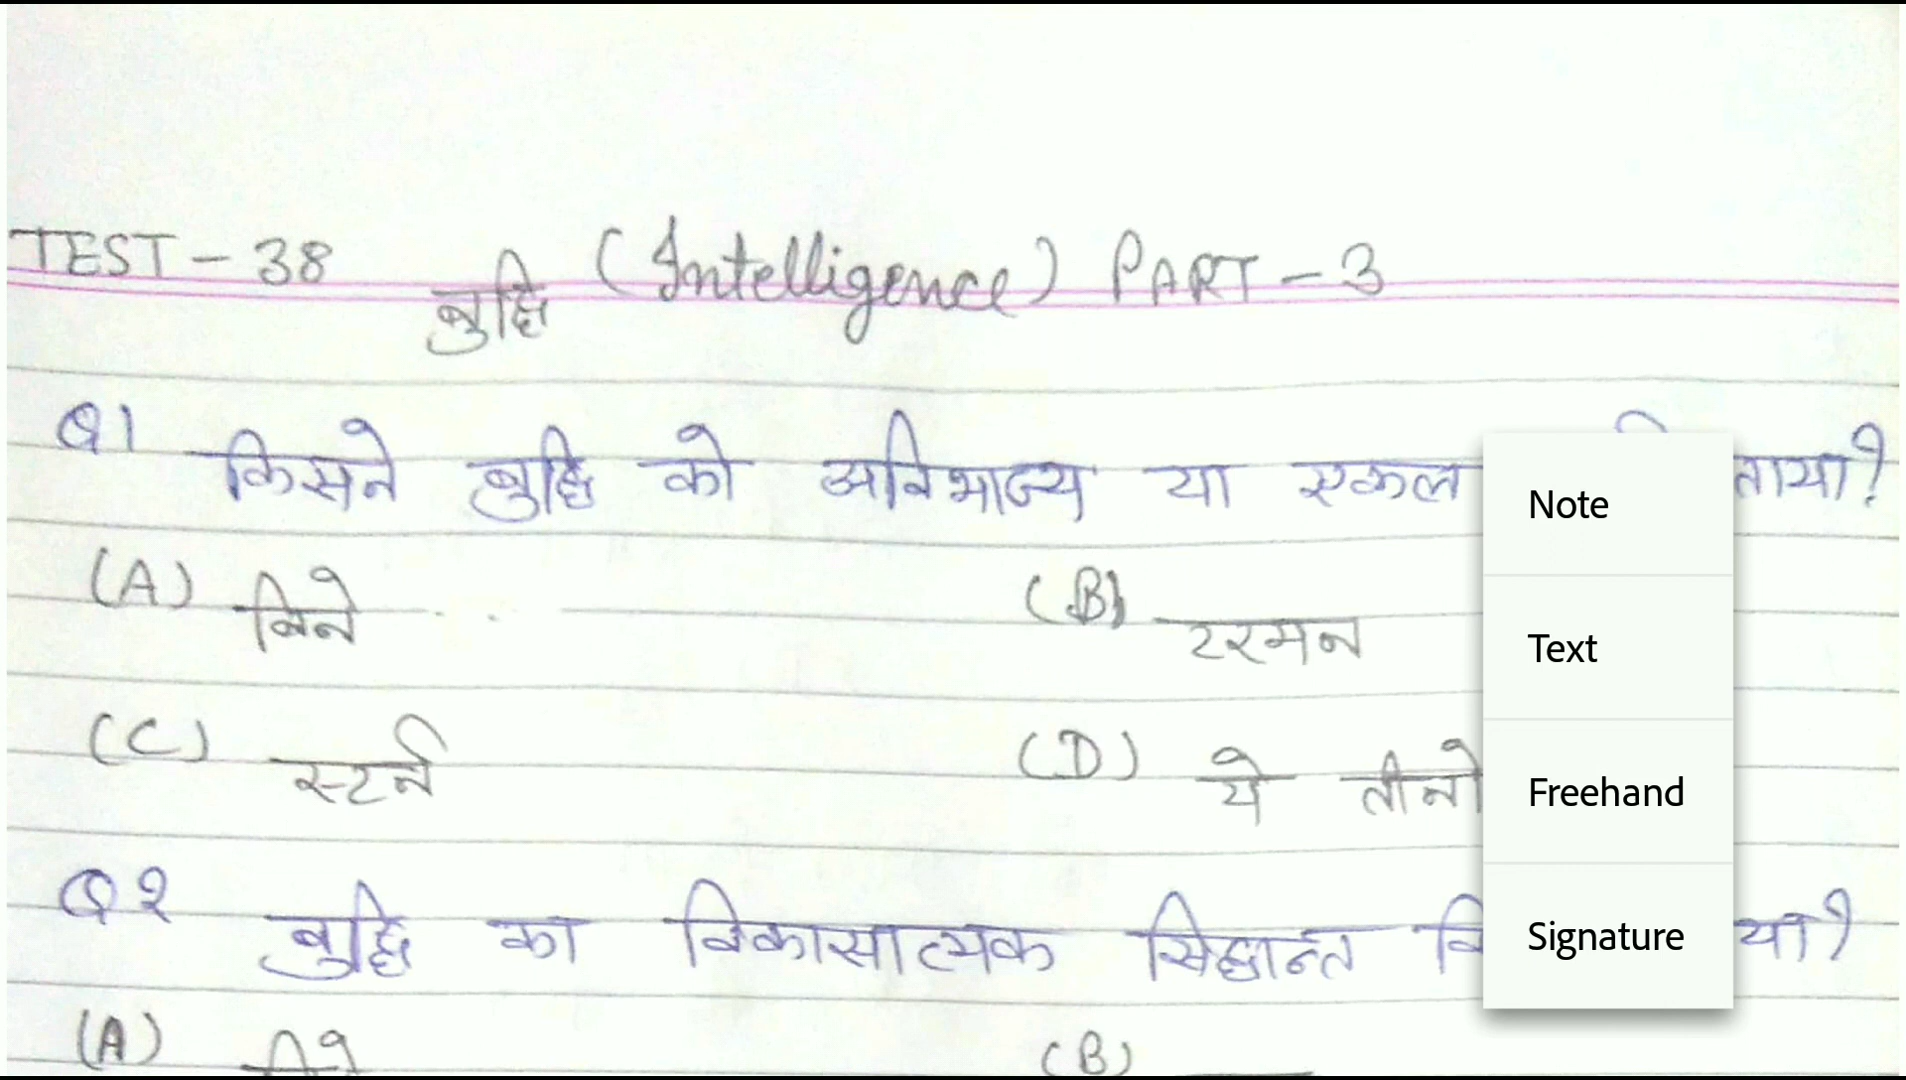 TEST - 38 बुद्धि (Intelligence) PART - 3
Q1 किसने बुद्धि को अविभाज्य या एकल ताया?
(A) बिने (B) टरमन
(C) स्टर्न (D) ये तीनो
Q2 बुद्धि का विकासात्मक सिद्धान्त या?
(A) (B)
Note
Text
Freehand
Signature